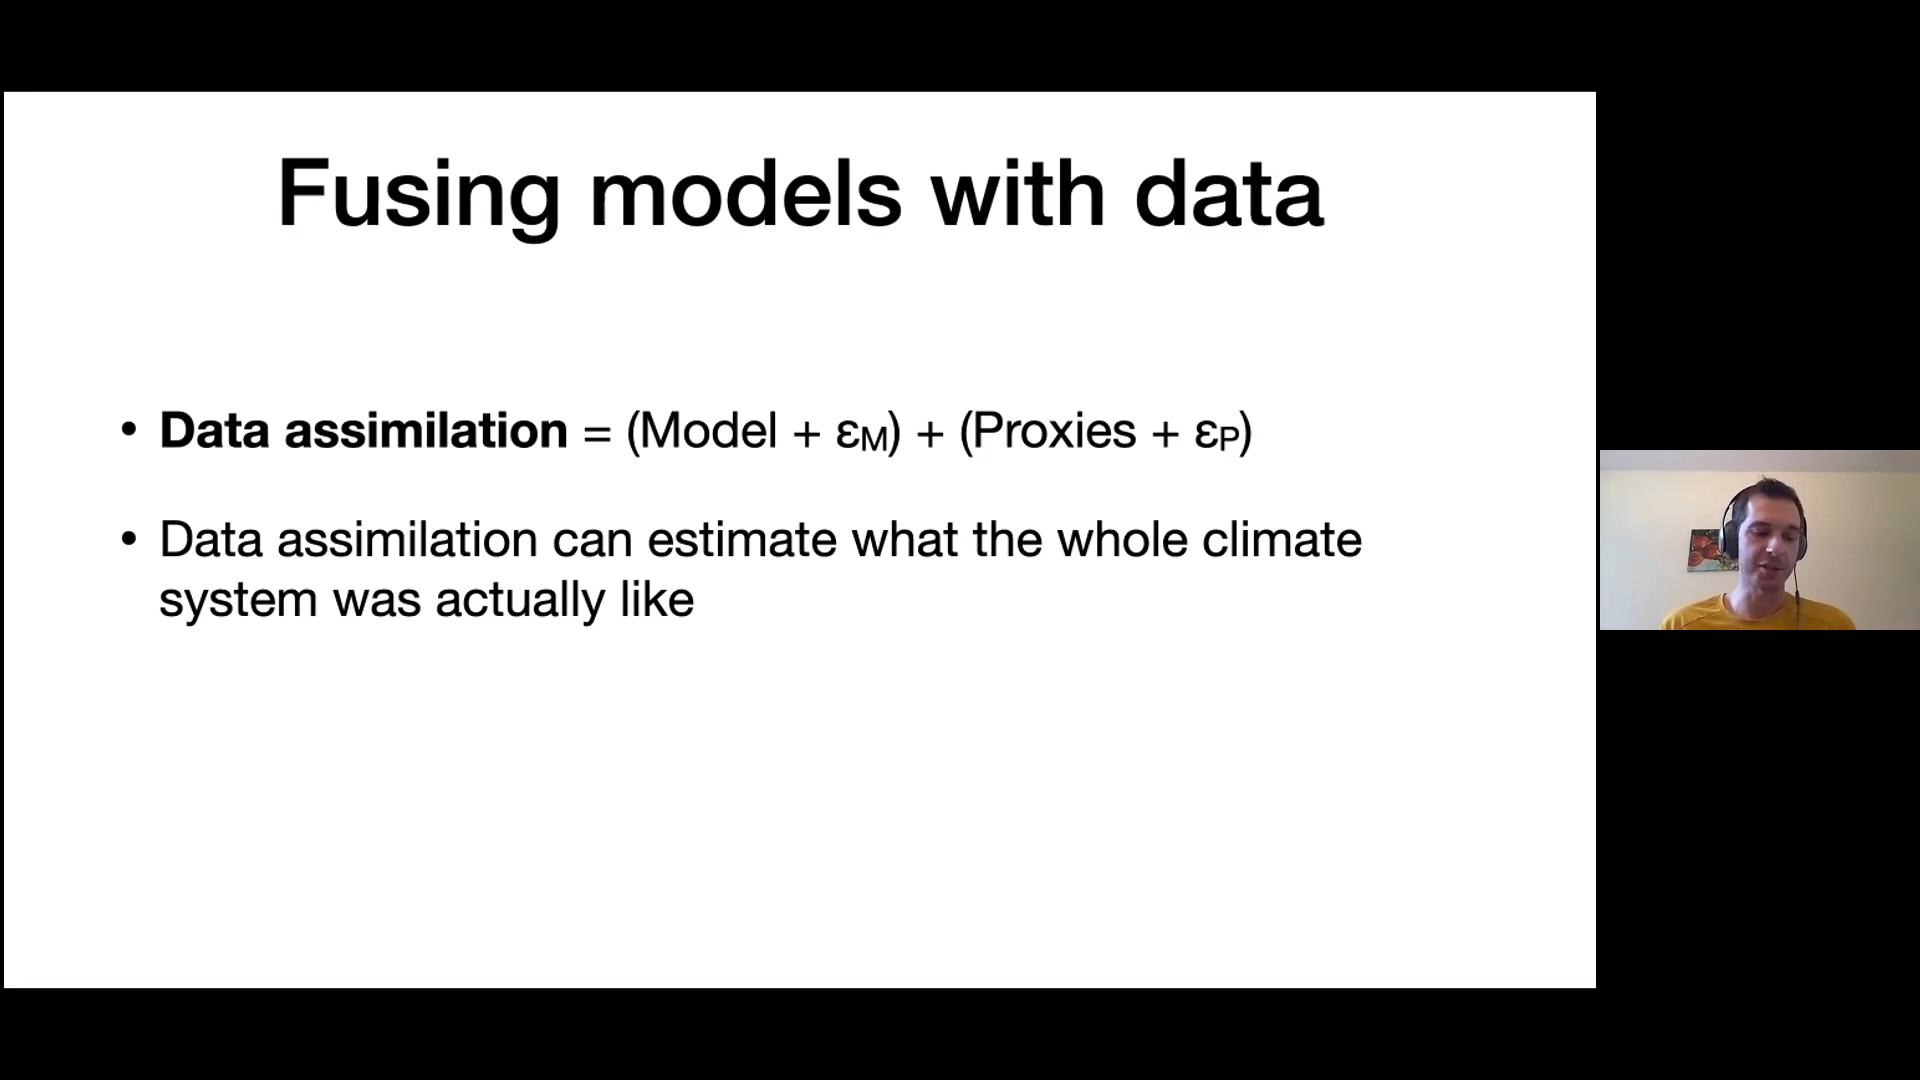 Fusing models with data
• Data assimilation = (Model + εM) + (Proxies + εP)
• Data assimilation can estimate what the whole climate
system was actually like